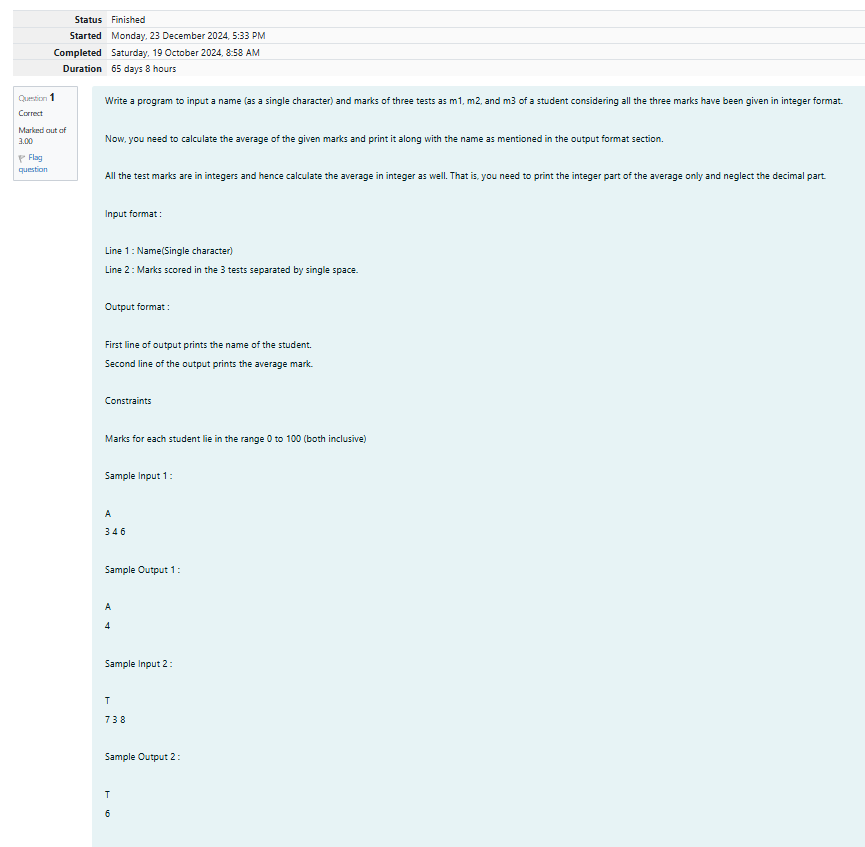 Status Finished
Started Monday, 23 December 2024, 5:33 PM
Completed Saturday, 19 October 2024, 8:58 AM
Duration 65 days 8 hours
Question 1
Correct
Marked out of
3.00
Flag
question
Write a program to input a name (as a single character) and marks of three tests as m1, m2, and m3 of a student considering all the three marks have been given in integer format.
Now, you need to calculate the average of the given marks and print it along with the name as mentioned in the output format section.
All the test marks are in integers and hence calculate the average in integer as well. That is, you need to print the integer part of the average only and neglect the decimal part.
Input format :
Line 1 : Name(Single character)
Line 2 : Marks scored in the 3 tests separated by single space.
Output format :
First line of output prints the name of the student.
Second line of the output prints the average mark.
Constraints
Marks for each student lie in the range 0 to 100 (both inclusive)
Sample Input 1 :
A
3 4 6
Sample Output 1 :
A
4
Sample Input 2 :
T
7 3 8
Sample Output 2 :
T
6